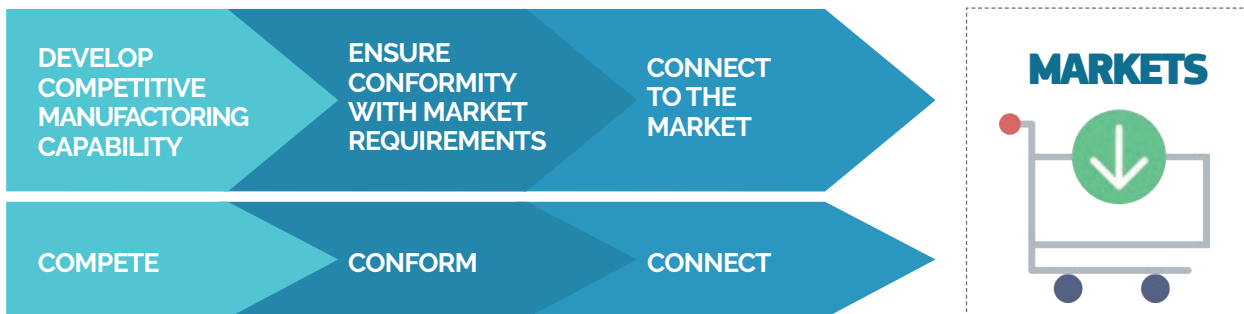 DEVELOP
COMPETITIVE
MANUFACTORING
CAPABILITY
ENSURE
CONFORMITY
WITH MARKET
REQUIREMENTS
CONNECT
TO THE
MARKET
MARKETS
COMPETE
CONFORM
CONNECT